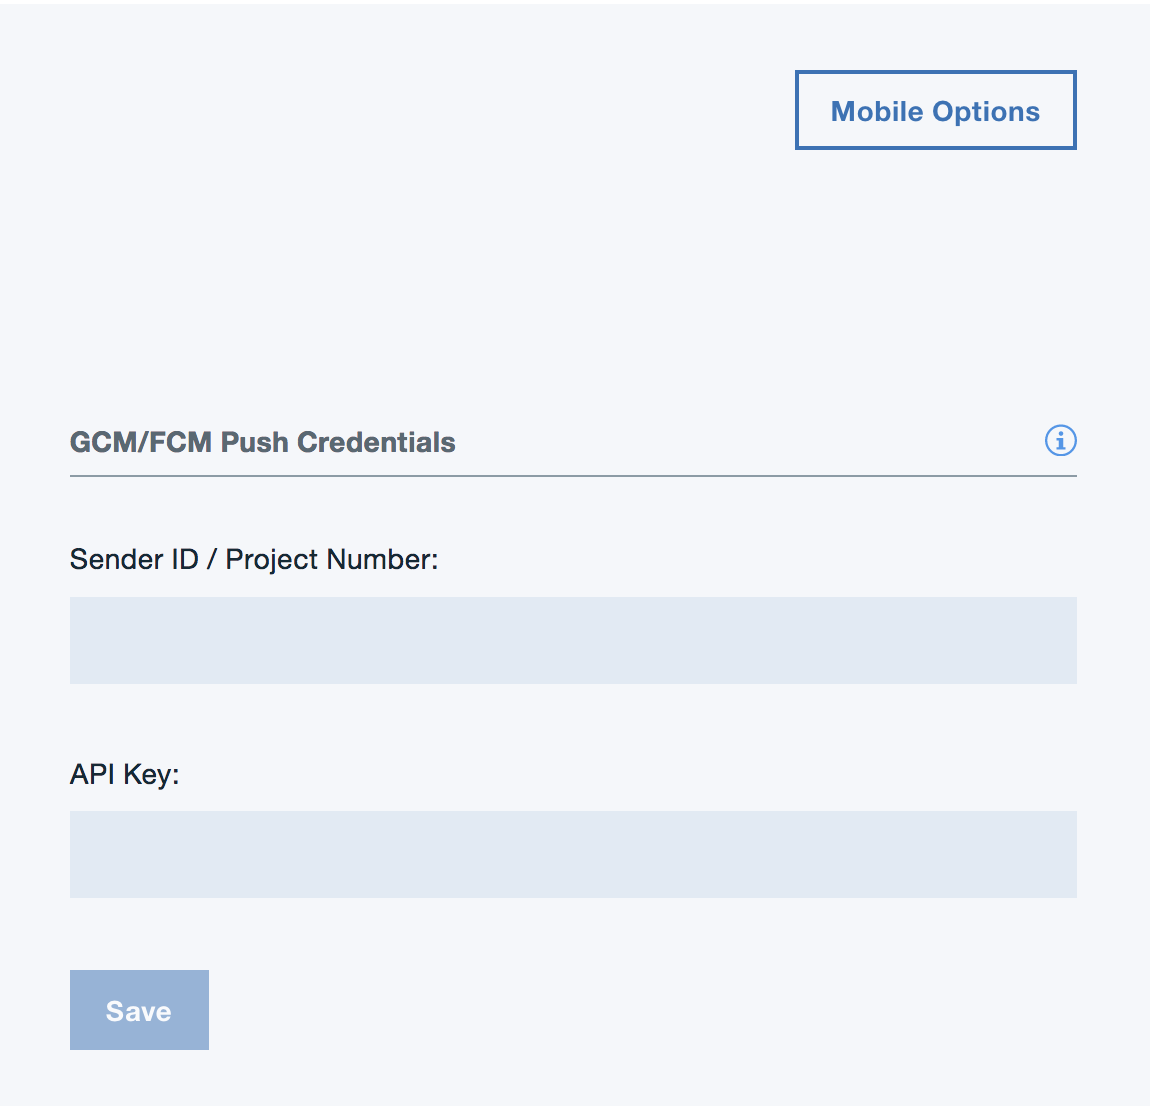 Mobile Options
GCM/FCM Push Credentials
Sender ID / Project Number:
API Key:
Save